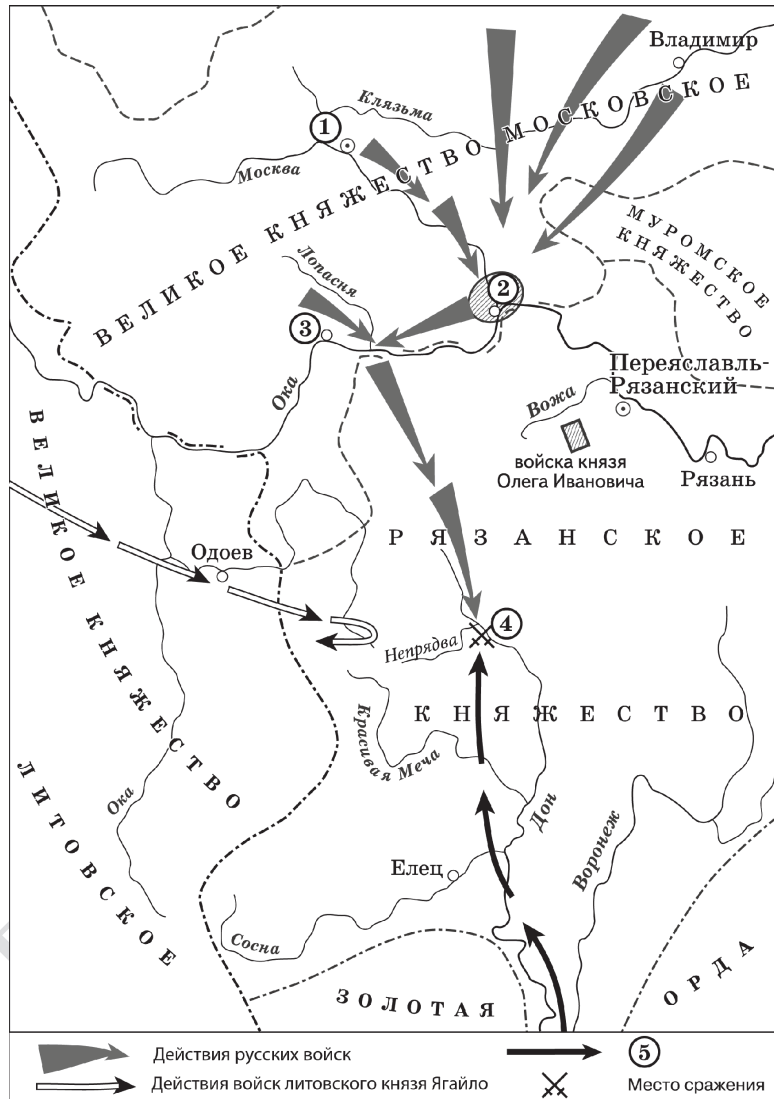 Владимир
Клязьма
1
Москва
ВЕЛИКОЕ КНЯЖЕСТВО МОСКОВСКОЕ
МУРОМСКОЕ
КНЯЖЕСТВО
Лопасня
2
3
Ока
Переяславль-
Рязанский
Вожа
войска князя
Олега Ивановича
Рязань
ВЕЛИКОЕ КНЯЖЕСТВО
ЛИТОВСКОЕ
Одоев
РЯЗАНСКОЕ
4
Непрядва
КНЯЖЕСТВО
Красивая Меча
Ока
Дон
Воронеж
Елец
Сосна
ЗОЛОТАЯ
ОРДА
Действия русских войск
5
Действия войск литовского князя Ягайло
Место сражения